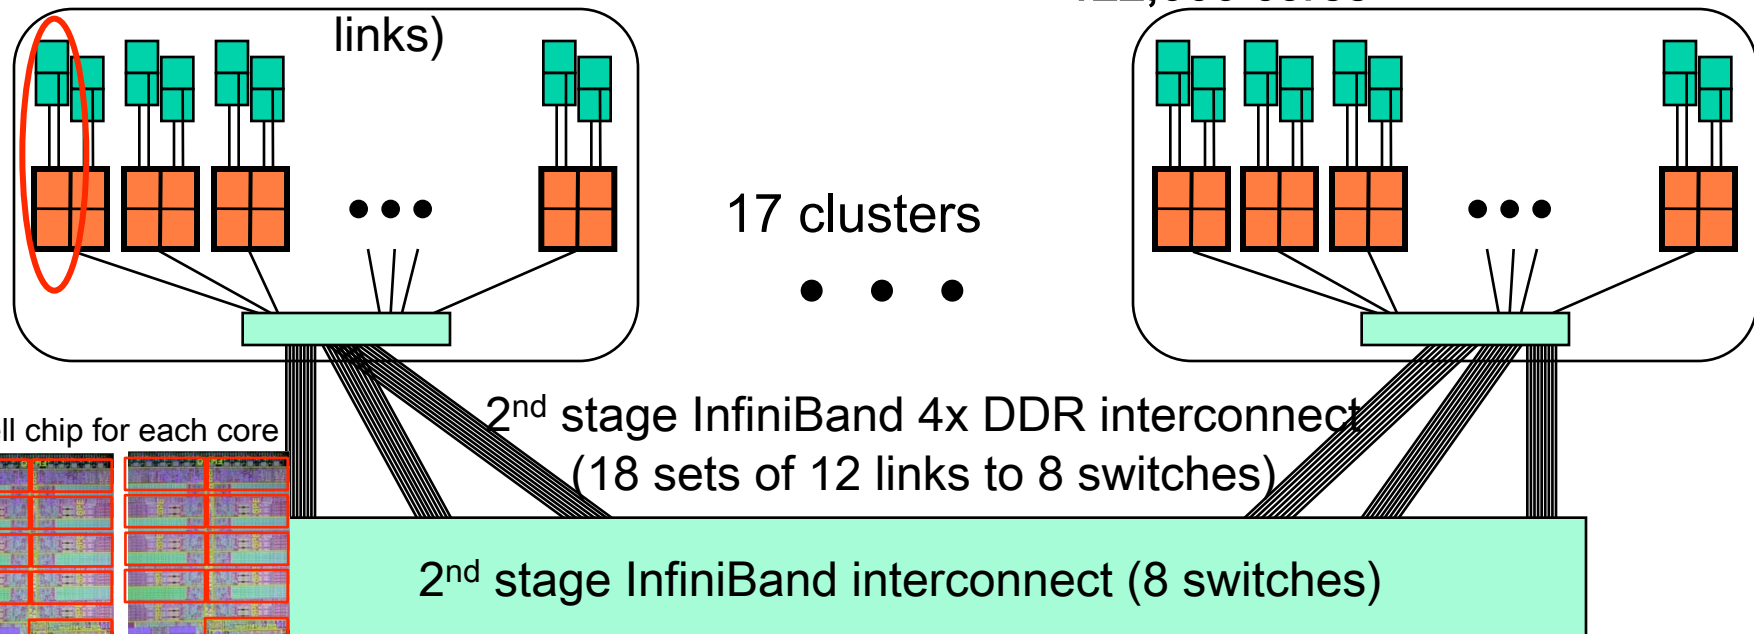 links)
17 clusters
2nd stage InfiniBand 4x DDR interconnect
(18 sets of 12 links to 8 switches)
chip for each core
2nd stage InfiniBand interconnect (8 switches)